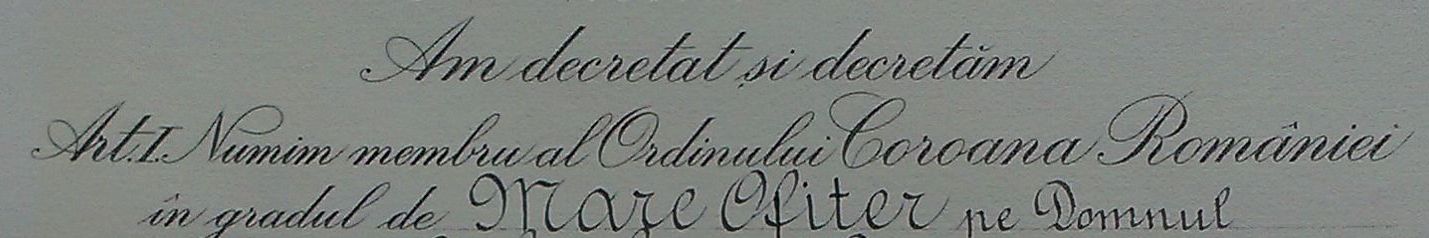 Am decretat și decretăm
Art. I. Numim membru al Ordinului Coroana României
în gradul de Mare Ofiter pe Domnul